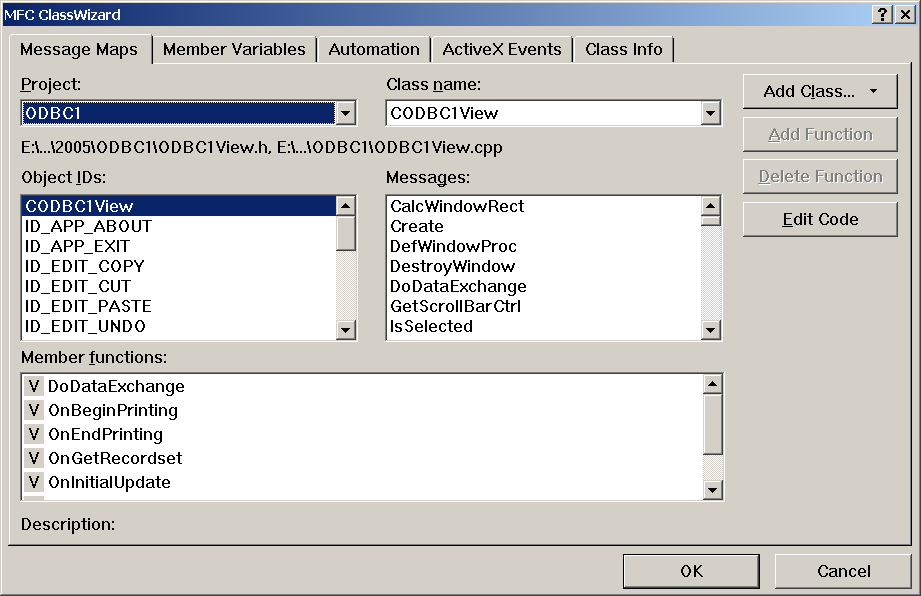 MFC ClassWizard
Message Maps Member Variables Automation ActiveX Events Class Info
Project: Class name:
ODBC1 CODBC1View Add Class...
E:\...\2005\ODBC1\ODBC1View.h, E:\...\ODBC1\ODBC1View.cpp Add Function
Object IDs: Messages: Delete Function
CODBC1View CalcWindowRect Edit Code
ID_APP_ABOUT Create
ID_APP_EXIT DefWindowProc
ID_EDIT_COPY DestroyWindow
ID_EDIT_CUT DoDataExchange
ID_EDIT_PASTE GetScrollBarCtrl
ID_EDIT_UNDO IsSelected
Member functions:
V DoDataExchange
V OnBeginPrinting
V OnEndPrinting
V OnGetRecordset
V OnInitialUpdate
Description:
OK Cancel